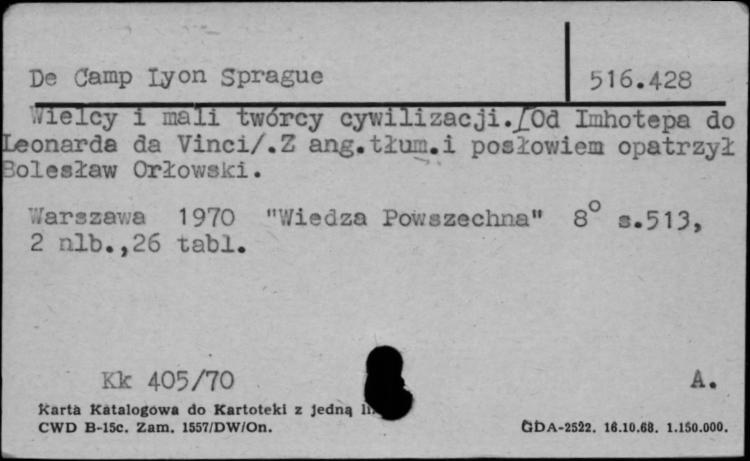 De Camp Lyon Sprague 516.428
Wielcy i mali twórcy cywilizacji./Od Imhotepa do
Leonarda da Vinci/.Z ang.tłum.i posłowiem opatrzył
Bolesław Orłowski.
Warszawa 1970 "Wiedza Powszechna" 8° s.513,
2 nlb.,26 tabl.
Kk 405/70 A.
Karta Katalogowa do Kartoteki z jedną
CWD B-15c. Zam. 1557/DW/On. GDA-2522. 16.10.68. 1.150.000.